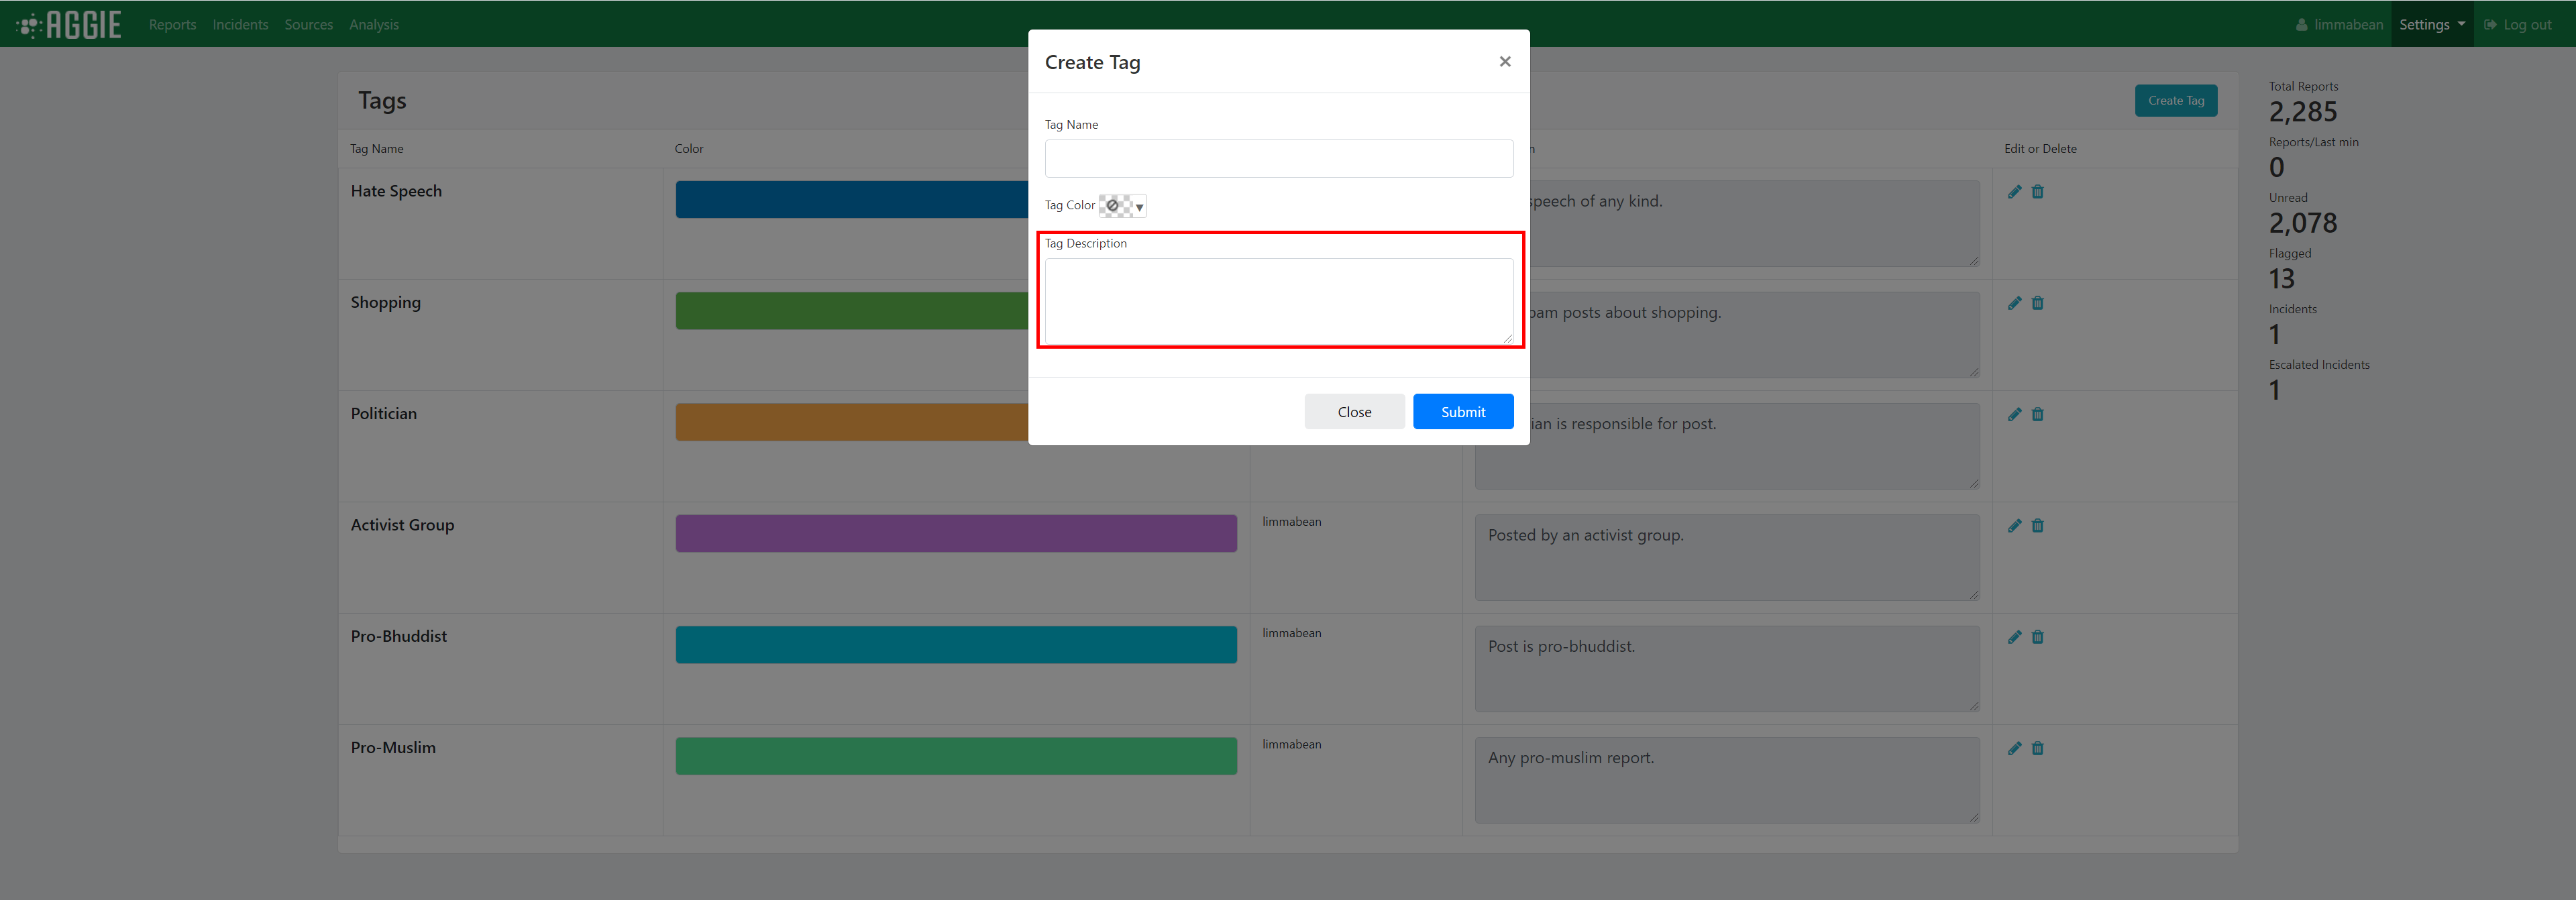 AGGIE Reports Incidents Sources Analysis limmabean Settings Log out
Create Tag ×
Tag Name
Tag Color
Tag Description
Close Submit
Tags Create Tag
Tag Name Color Edit or Delete
Hate Speech speech of any kind.
Shopping posts about shopping.
Politician is responsible for post.
Activist Group limmabean Posted by an activist group.
Pro-Bhuddist limmabean Post is pro-bhuddist.
Pro-Muslim limmabean Any pro-muslim report.
Total Reports
2,285
Reports/Last min
0
Unread
2,078
Flagged
13
Incidents
1
Escalated Incidents
1